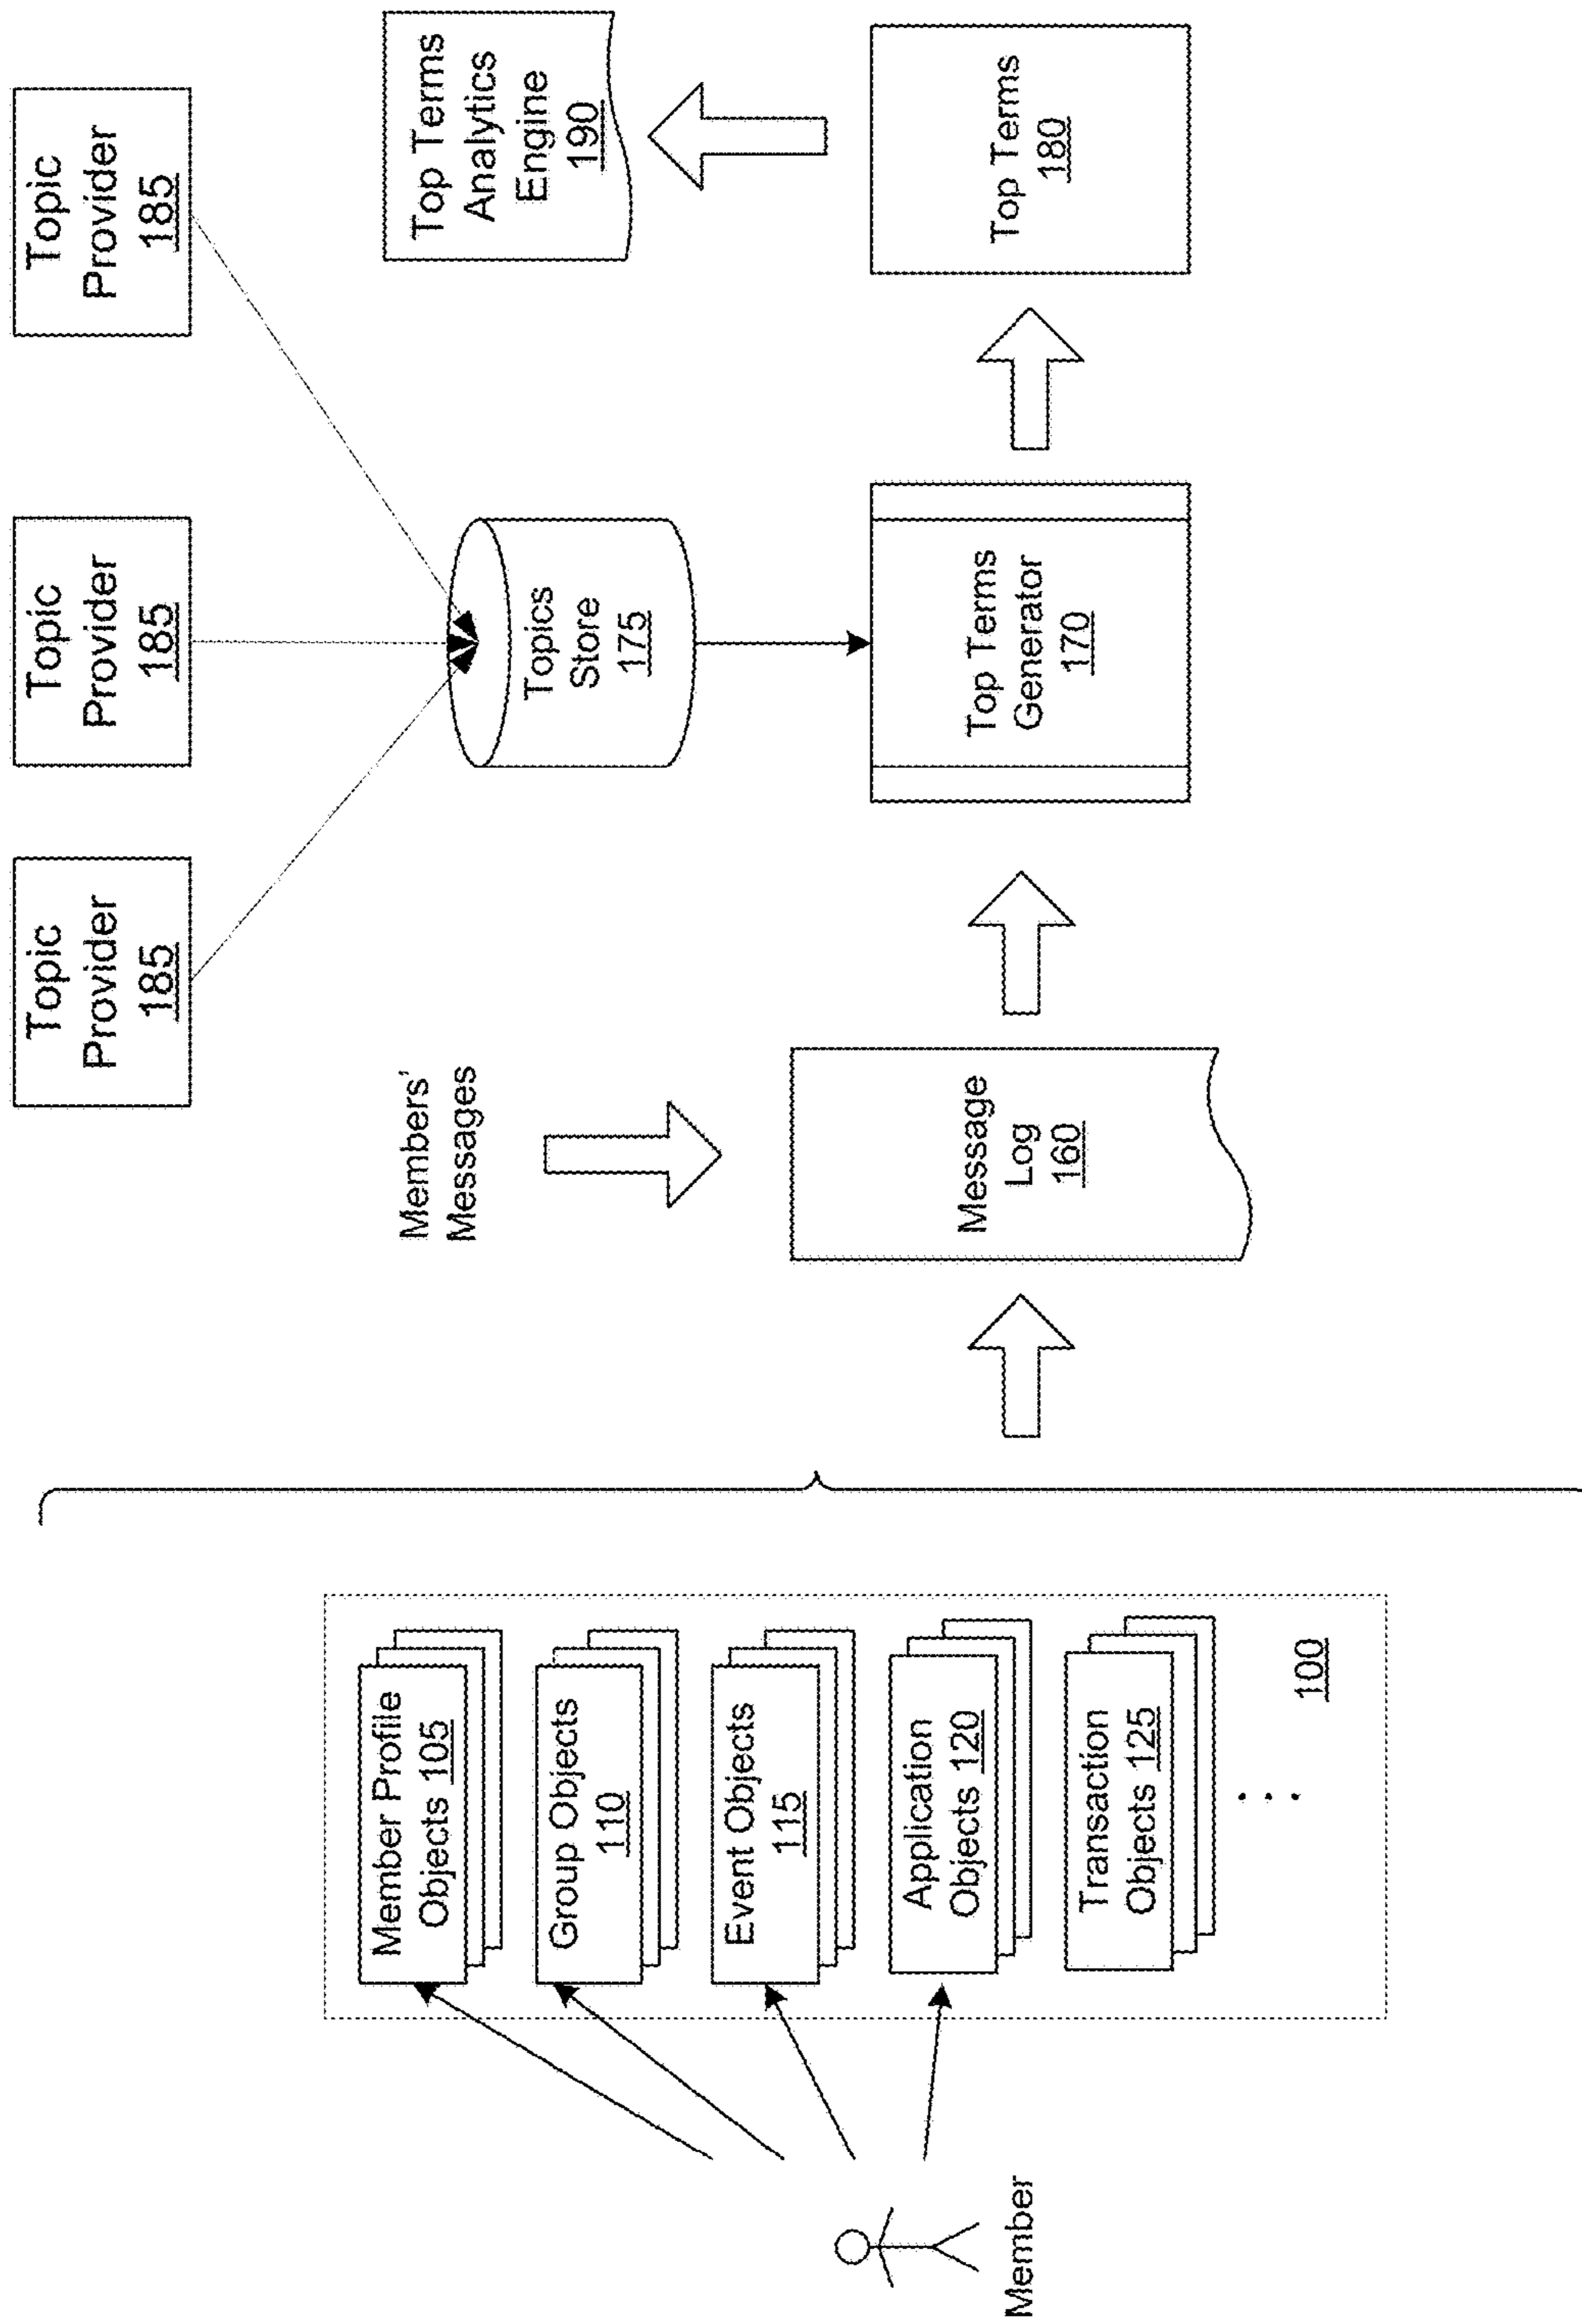 Topic
Provider
185
Topic
Provider
185
Topic
Provider
185
Members'
Messages
Topics
Store
175
Top Terms
Analytics
Engine
190
Message
Log
160
Top Terms
Generator
170
Top Terms
180
Member Profile
Objects 105
Group Objects
110
Event Objects
115
Application
Objects 120
Transaction
Objects 125
. . .
100
Member